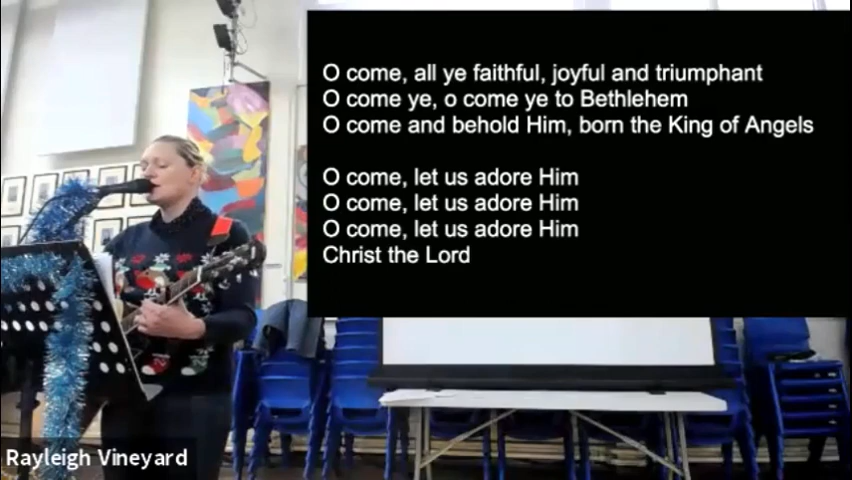 O come, all ye faithful, joyful and triumphant
O come ye, o come ye to Bethlehem
O come and behold Him, born the King of Angels
O come, let us adore Him
O come, let us adore Him
O come, let us adore Him
Christ the Lord
Rayleigh Vineyard